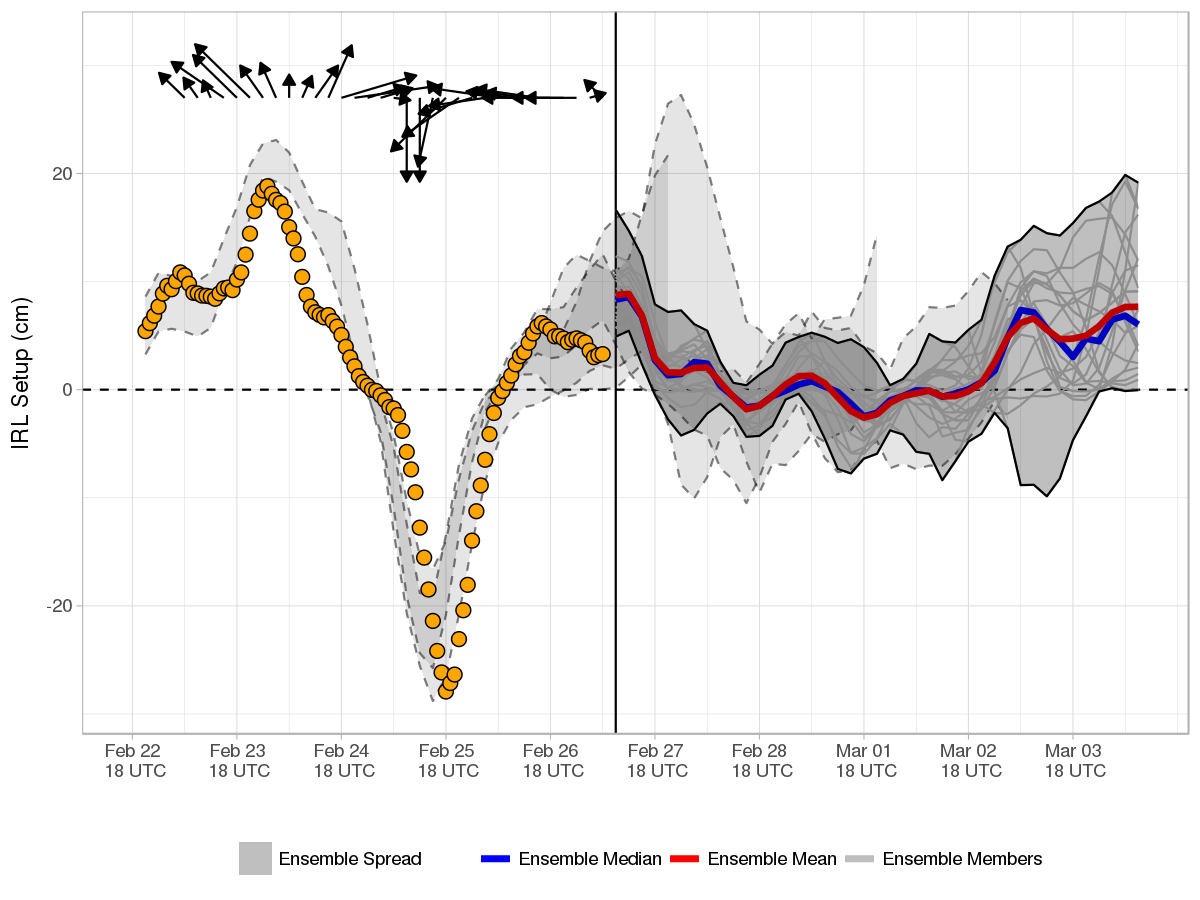 IRL Setup (cm)
20
0
-20
Feb 22 Feb 23 Feb 24 Feb 25 Feb 26 Feb 27 Feb 28 Mar 01 Mar 02 Mar 03
18 UTC 18 UTC 18 UTC 18 UTC 18 UTC 18 UTC 18 UTC 18 UTC 18 UTC 18 UTC
Ensemble Spread Ensemble Median Ensemble Mean Ensemble Members